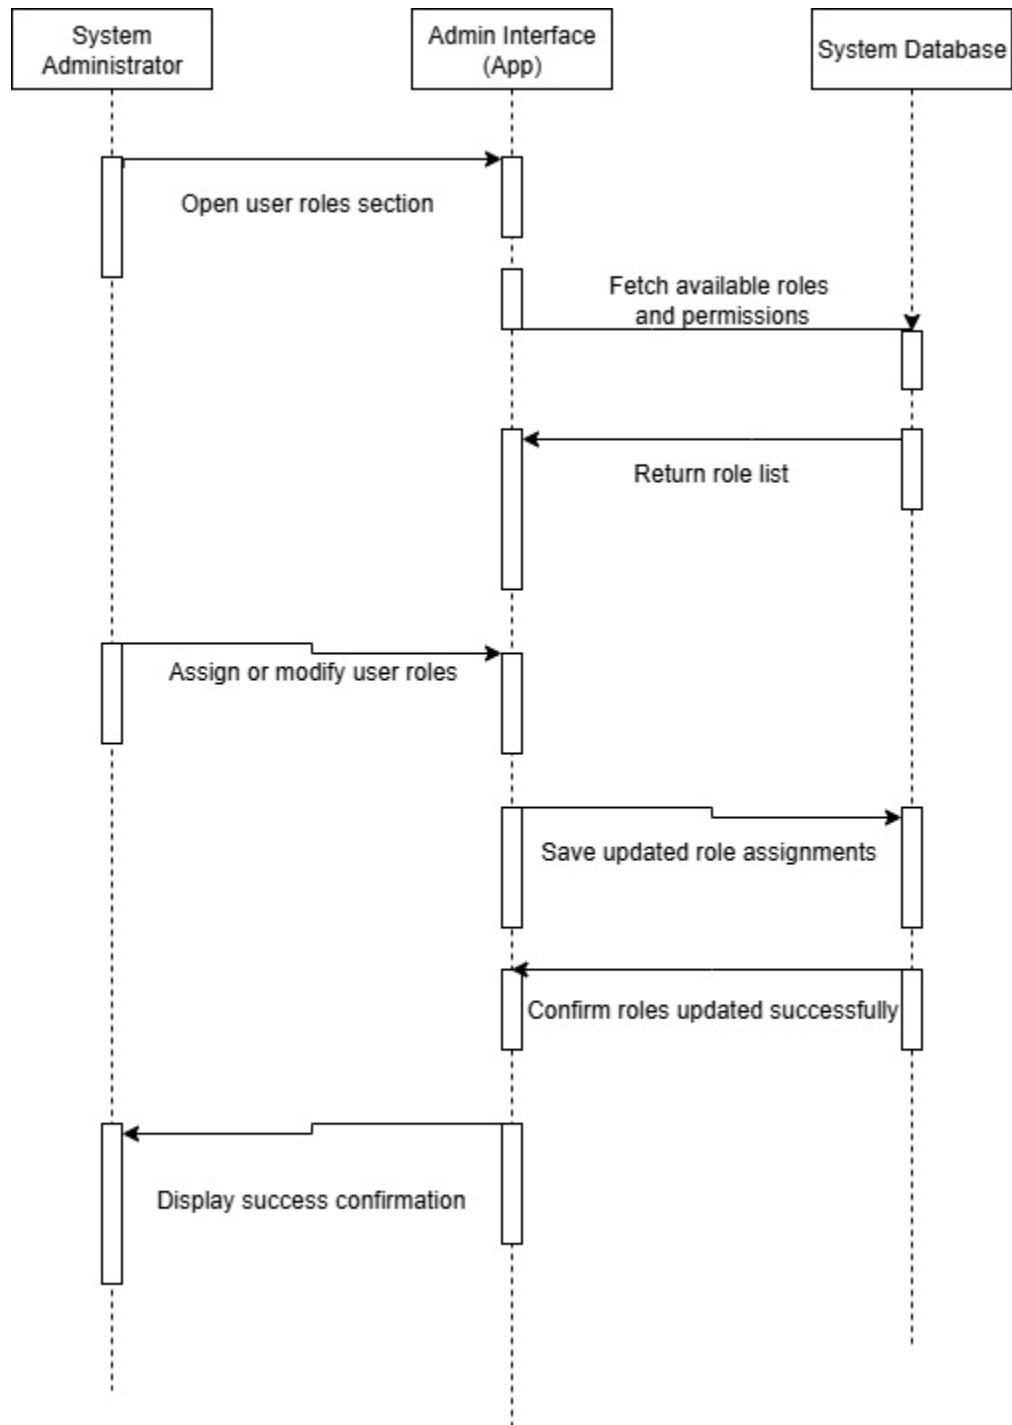 System
Administrator
Admin Interface
(App)
System Database
Open user roles section
Fetch available roles
and permissions
Return role list
Assign or modify user roles
Save updated role assignments
Confirm roles updated successfully
Display success confirmation